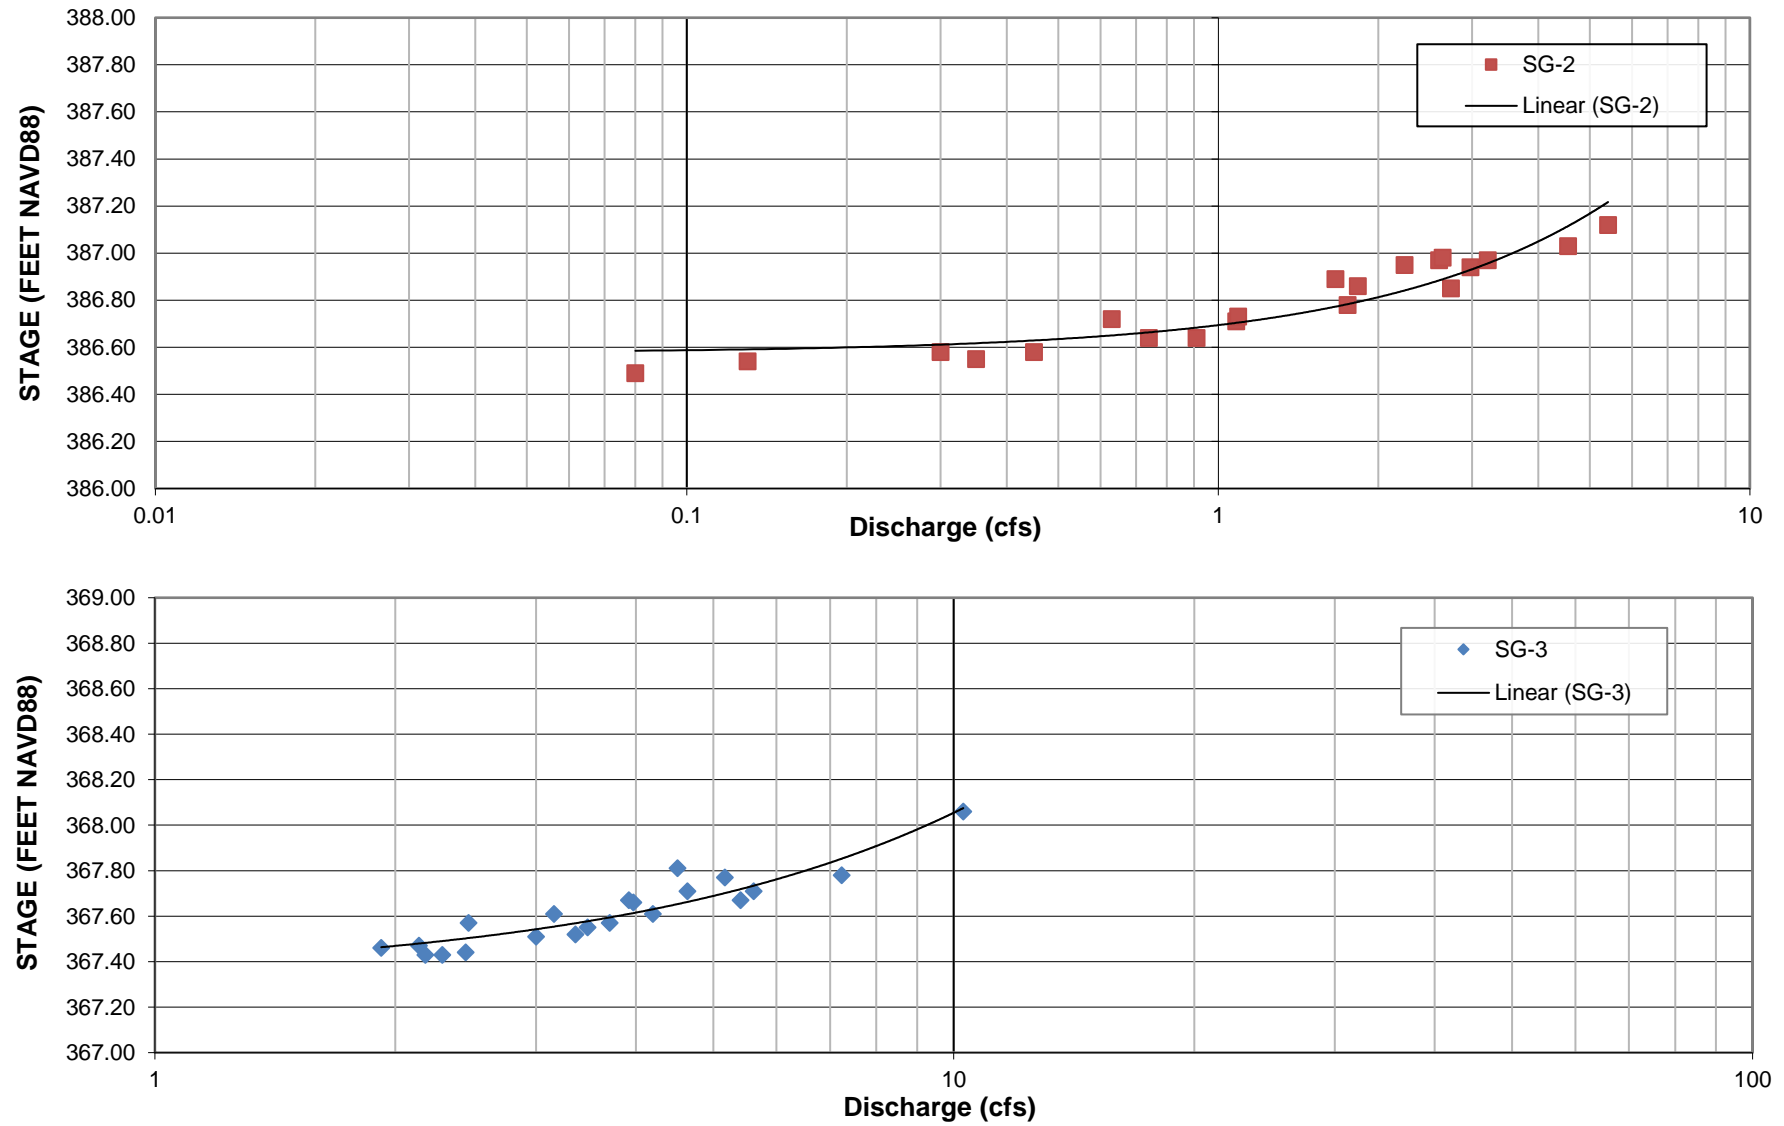 388.00
387.80
387.60
387.40
387.20
387.00
386.80
386.60
386.40
386.20
386.00
STAGE (FEET NAVD88)
SG-2
Linear (SG-2)
0.01 0.1 1 10
Discharge (cfs)
369.00
368.80
368.60
368.40
368.20
368.00
367.80
367.60
367.40
367.20
367.00
STAGE (FEET NAVD88)
SG-3
Linear (SG-3)
1 10 100
Discharge (cfs)